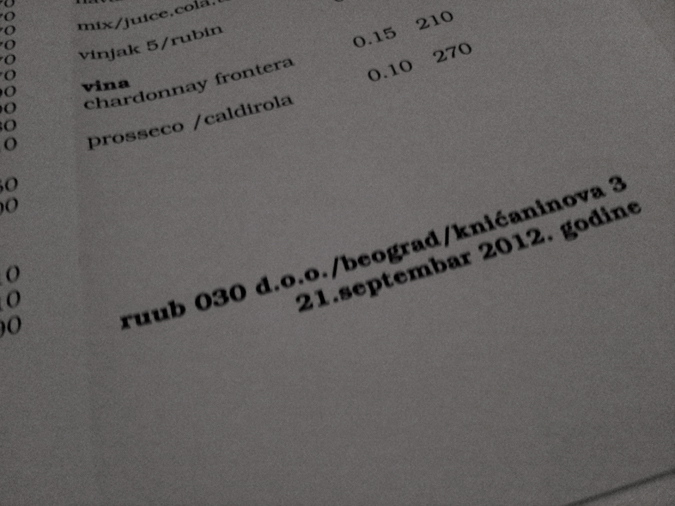 mix/juice.cola.
vinjak 5/rubin
vina
chardonnay frontera 0.15 210
prosseco /caldirola 0.10 270
ruub 030 d.o.o./beograd/knićaninova 3
21.septembar 2012. godine